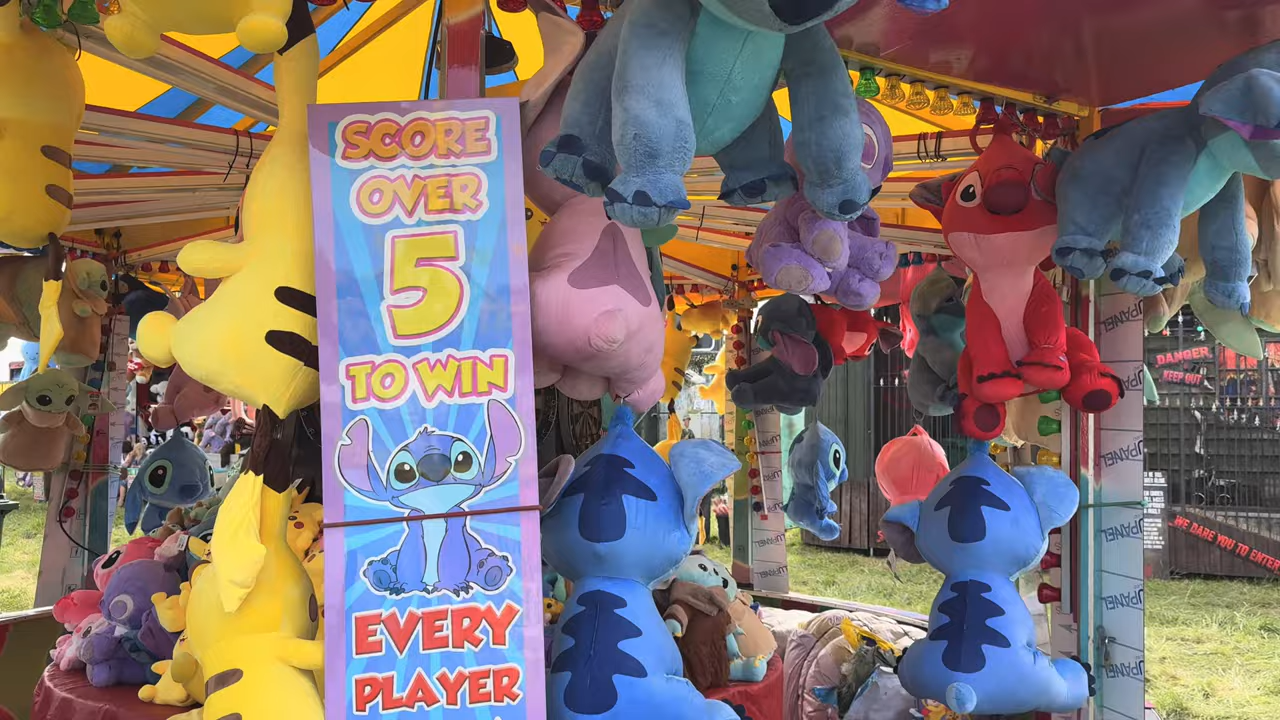 SCORE
OVER
5
TO WIN
EVERY
PLAYER
DANGER
KEEP OUT
WE DARE YOU TO ENTER